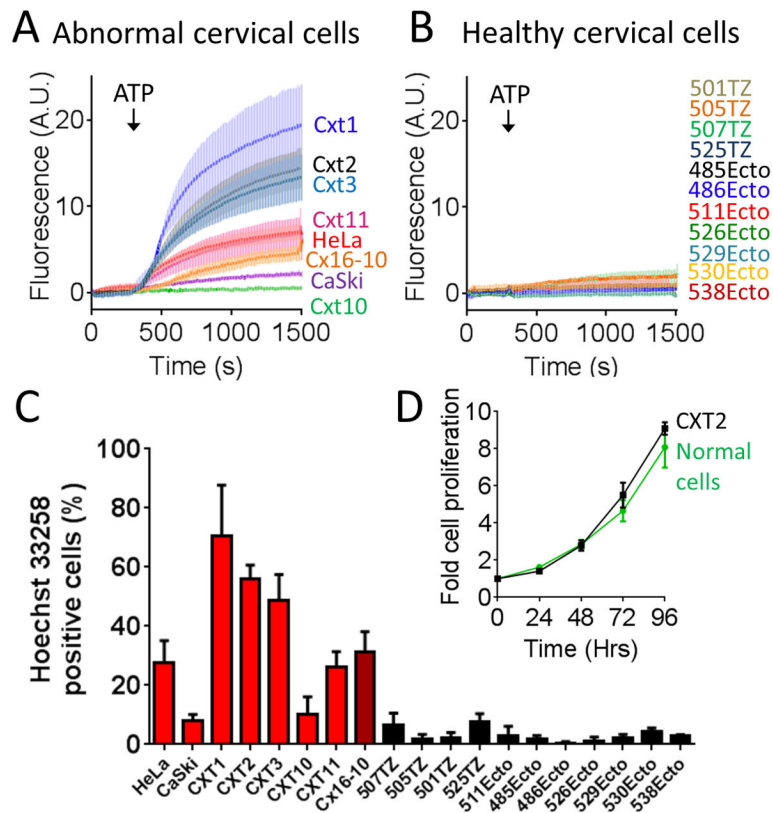 A Abnormal cervical cells
Fluorescence (A.U.)
20
10
0
ATP
Cxt1
Cxt2
Cxt3
Cxt11
HeLa
Cx16-10
CaSki
Cxt10
0 500 1000 1500
Time (s)
B Healthy cervical cells
Fluorescence (A.U.)
20
10
0
ATP
501TZ
505TZ
507TZ
525TZ
485Ecto
486Ecto
511Ecto
526Ecto
529Ecto
530Ecto
538Ecto
0 500 1000 1500
Time (s)
C
Hoechst 33258
positive cells (%)
100
80
60
40
20
0
HeLa
CaSki
CXT1
CXT2
CXT3
CXT10
CXT11
Cx16-10
507TZ
505TZ
501TZ
525TZ
511Ecto
485Ecto
486Ecto
526Ecto
529Ecto
530Ecto
538Ecto
D
Fold cell proliferation
10
8
6
4
2
0
CXT2
Normal
cells
0 24 48 72 96
Time (Hrs)